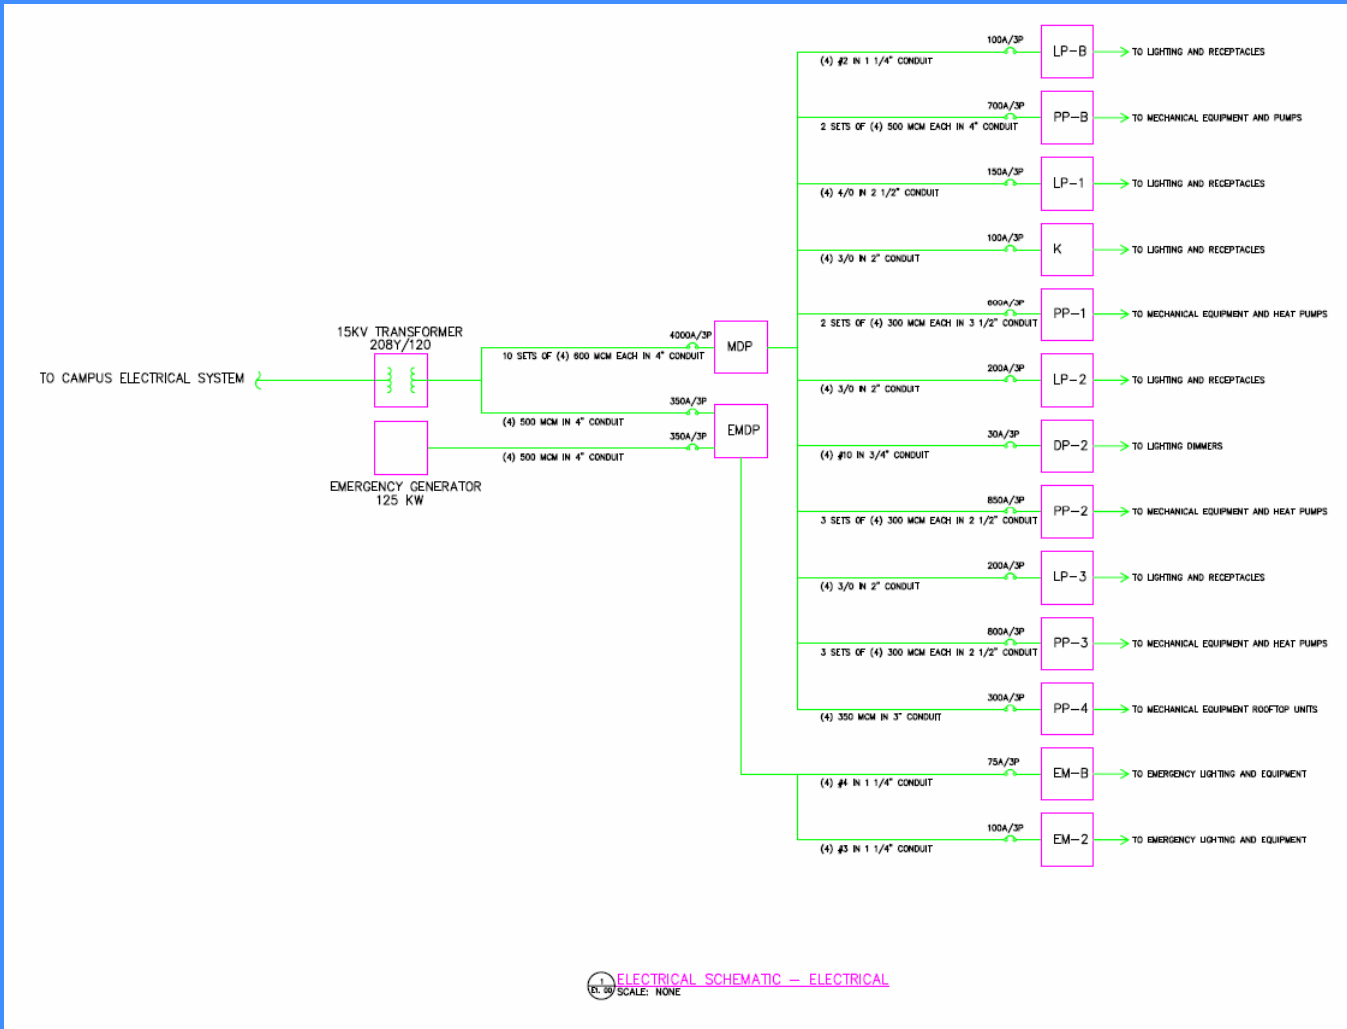 100A/3P
LP-B
TO LIGHTING AND RECEPTACLES
(4) #2 IN 1 1/4" CONDUIT
700A/3P
PP-B
TO MECHANICAL EQUIPMENT AND PUMPS
2 SETS OF (4) 500 MCM EACH IN 4" CONDUIT
150A/3P
LP-1
TO LIGHTING AND RECEPTACLES
(4) 4/0 IN 2 1/2" CONDUIT
100A/3P
K
TO LIGHTING AND RECEPTACLES
(4) 3/0 IN 2" CONDUIT
600A/3P
PP-1
TO MECHANICAL EQUIPMENT AND HEAT PUMPS
2 SETS OF (4) 300 MCM EACH IN 3 1/2" CONDUIT
15KV TRANSFORMER
208Y/120
4000A/3P
MDP
10 SETS OF (4) 600 MCM EACH IN 4" CONDUIT
TO CAMPUS ELECTRICAL SYSTEM
200A/3P
LP-2
TO LIGHTING AND RECEPTACLES
(4) 3/0 IN 2" CONDUIT
350A/3P
(4) 500 MCM IN 4" CONDUIT
EMDP
350A/3P
(4) 500 MCM IN 4" CONDUIT
30A/3P
DP-2
TO LIGHTING DIMMERS
(4) #10 IN 3/4" CONDUIT
EMERGENCY GENERATOR
125 KW
850A/3P
PP-2
TO MECHANICAL EQUIPMENT AND HEAT PUMPS
3 SETS OF (4) 300 MCM EACH IN 2 1/2" CONDUIT
200A/3P
LP-3
TO LIGHTING AND RECEPTACLES
(4) 3/0 IN 2" CONDUIT
800A/3P
PP-3
TO MECHANICAL EQUIPMENT AND HEAT PUMPS
3 SETS OF (4) 300 MCM EACH IN 2 1/2" CONDUIT
300A/3P
PP-4
TO MECHANICAL EQUIPMENT ROOFTOP UNITS
(4) 350 MCM IN 3" CONDUIT
75A/3P
EM-B
TO EMERGENCY LIGHTING AND EQUIPMENT
(4) #4 IN 1 1/4" CONDUIT
100A/3P
EM-2
TO EMERGENCY LIGHTING AND EQUIPMENT
(4) #3 IN 1 1/4" CONDUIT
1
E1.00
ELECTRICAL SCHEMATIC - ELECTRICAL
SCALE: NONE